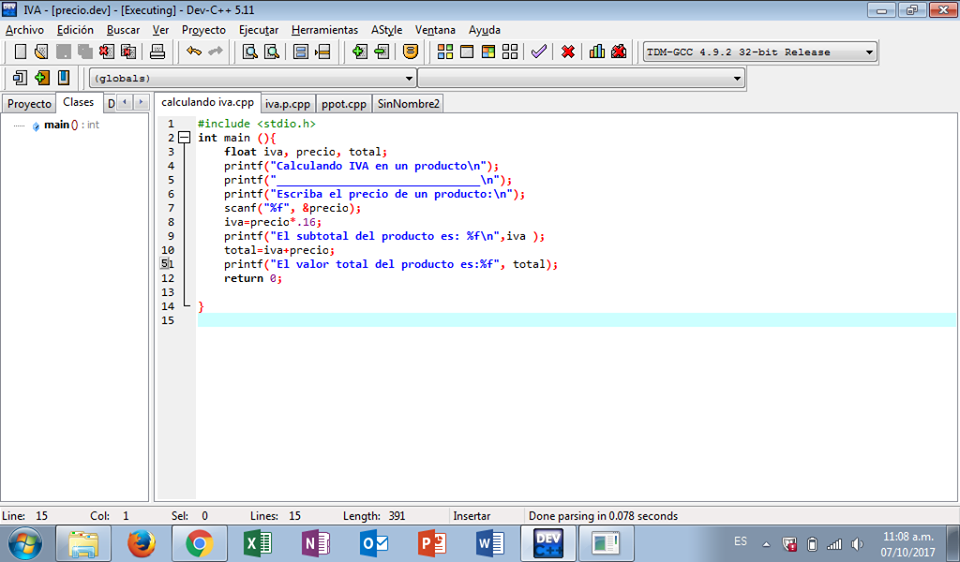 IVA - [precio.dev] - [Executing] - Dev-C++ 5.11
Archivo Edición Buscar Ver Proyecto Ejecutar Herramientas AStyle Ventana Ayuda
TDM-GCC 4.9.2 32-bit Release
(globals)
Proyecto Clases D calculando iva.cpp iva.p.cpp ppot.cpp SinNombre2
main () : int
1 #include <stdio.h>
2 int main (){
3 float iva, precio, total;
4 printf("Calculando IVA en un producto\n");
5 printf("_______________________________\n");
6 printf("Escriba el precio de un producto:\n");
7 scanf("%f", &precio);
8 iva=precio*.16;
9 printf("El subtotal del producto es: %f\n",iva );
10 total=iva+precio;
51 printf("El valor total del producto es:%f", total);
12 return 0;
13
14 }
15
Line: 15 Col: 1 Sel: 0 Lines: 15 Length: 391 Insertar Done parsing in 0.078 seconds
DEV C++
ES
11:08 a.m.
07/10/2017